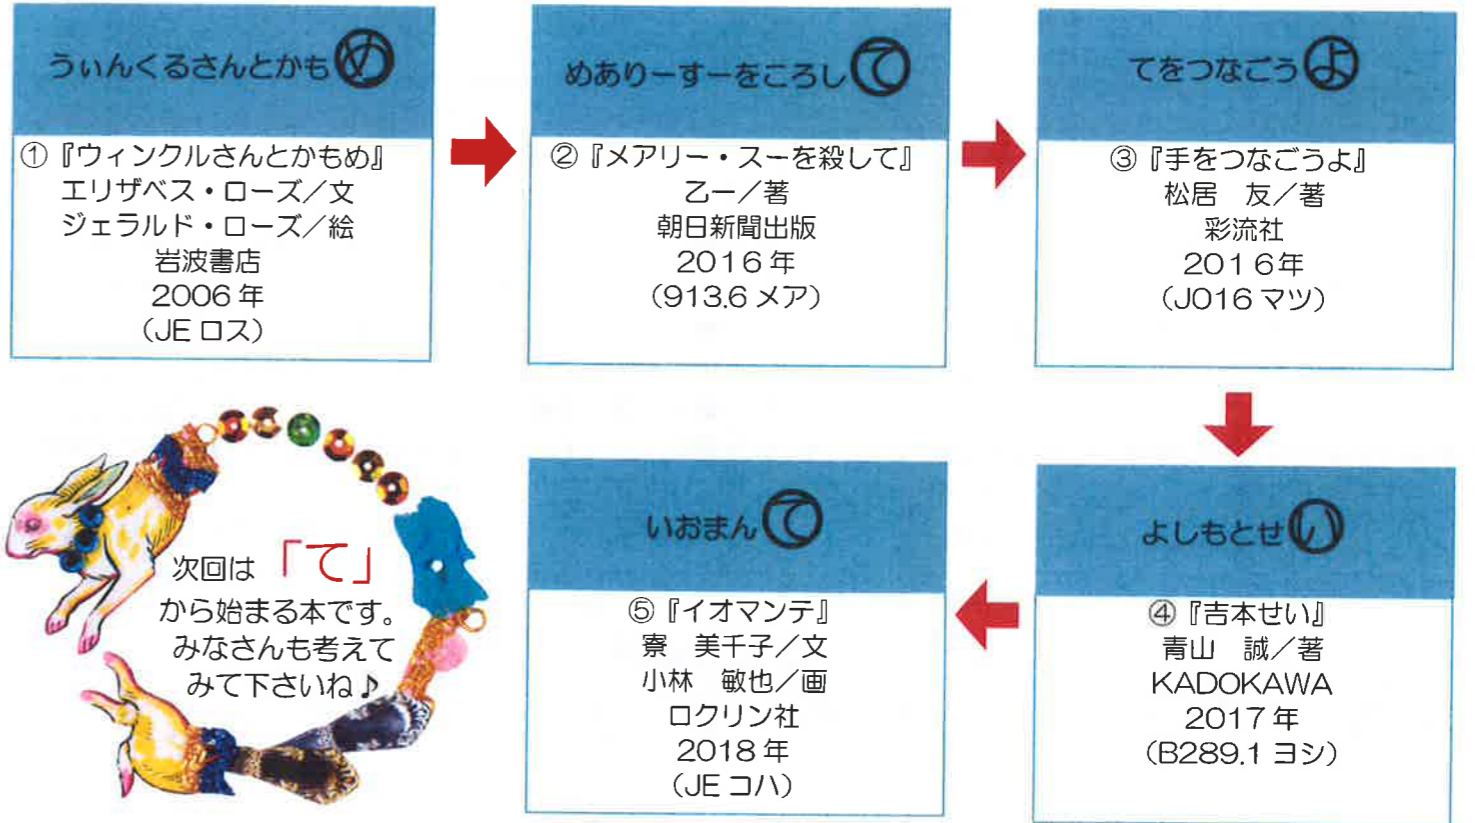 うぃんくるさんとかもめ
①『ウィンクルさんとかもめ』
エリザベス・ローズ／文
ジェラルド・ローズ／絵
岩波書店
2006年
（JE ロス）
めありーすーをころして
②『メアリー・スーを殺して』
乙一／著
朝日新聞出版
2016年
（913.6 メア）
てをつなごうよ
③『手をつなごうよ』
松居 友／著
彩流社
2016年
（J016 マツ）
よしもとせい
④『吉本せい』
青山 誠／著
KADOKAWA
2017年
（B289.1 ヨシ）
いおまんて
⑤『イオマンテ』
寮 美千子／文
小林 敏也／画
ロクリン社
2018年
（JE コハ）
次回は「て」
から始まる本です。
みなさんも考えて
みて下さいね♪